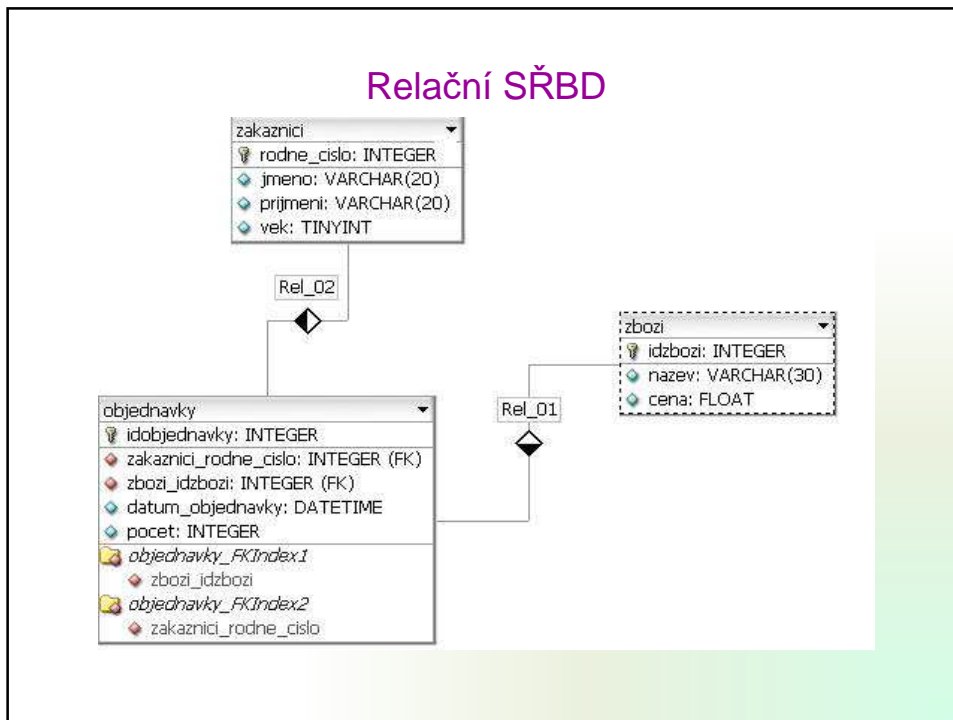 Relační SŘBD
zakaznici
rodne_cislo: INTEGER
jmeno: VARCHAR(20)
prijmeni: VARCHAR(20)
vek: TINYINT
Rel_02
zbozi
idzbozi: INTEGER
nazev: VARCHAR(30)
cena: FLOAT
Rel_01
objednavky
idobjednavky: INTEGER
zakaznici_rodne_cislo: INTEGER (FK)
zbozi_idzbozi: INTEGER (FK)
datum_objednavky: DATETIME
pocet: INTEGER
objednavky_FKIndex1
zbozi_idzbozi
objednavky_FKIndex2
zakaznici_rodne_cislo